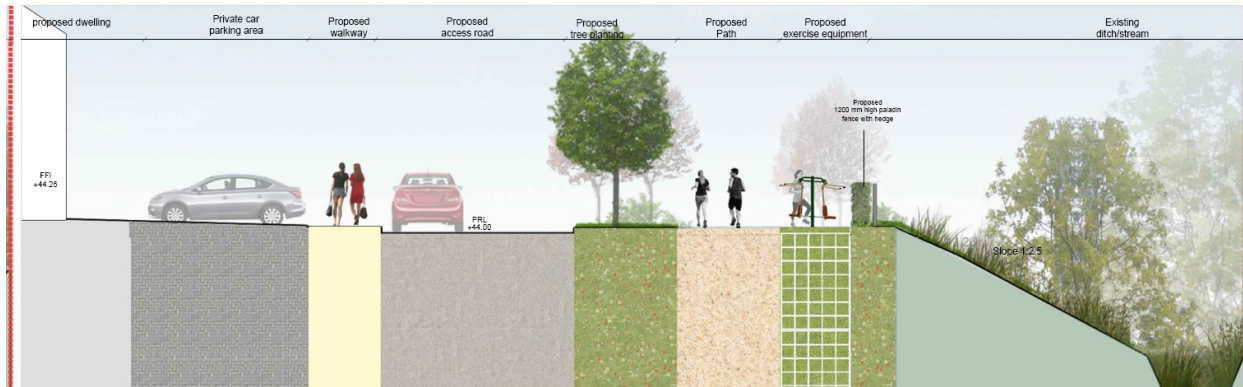 proposed dwelling
Private car
parking area
Proposed
walkway
Proposed
access road
Proposed
tree planting
Proposed
Path
Proposed
exercise equipment
Existing
ditch/stream
Proposed
1200 mm high paladin
fence with hedge
FFl
+44.25
PRL
+44.00
Slope 1:2.5